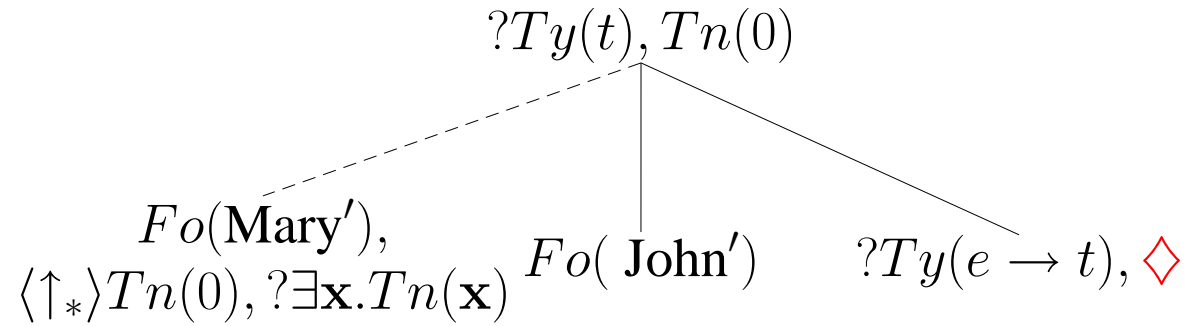 ?Ty(t), Tn(0)
Fo(Mary′),
⟨↑∗⟩Tn(0), ?∃x.Tn(x)
Fo( John′)
?Ty(e → t), ♢